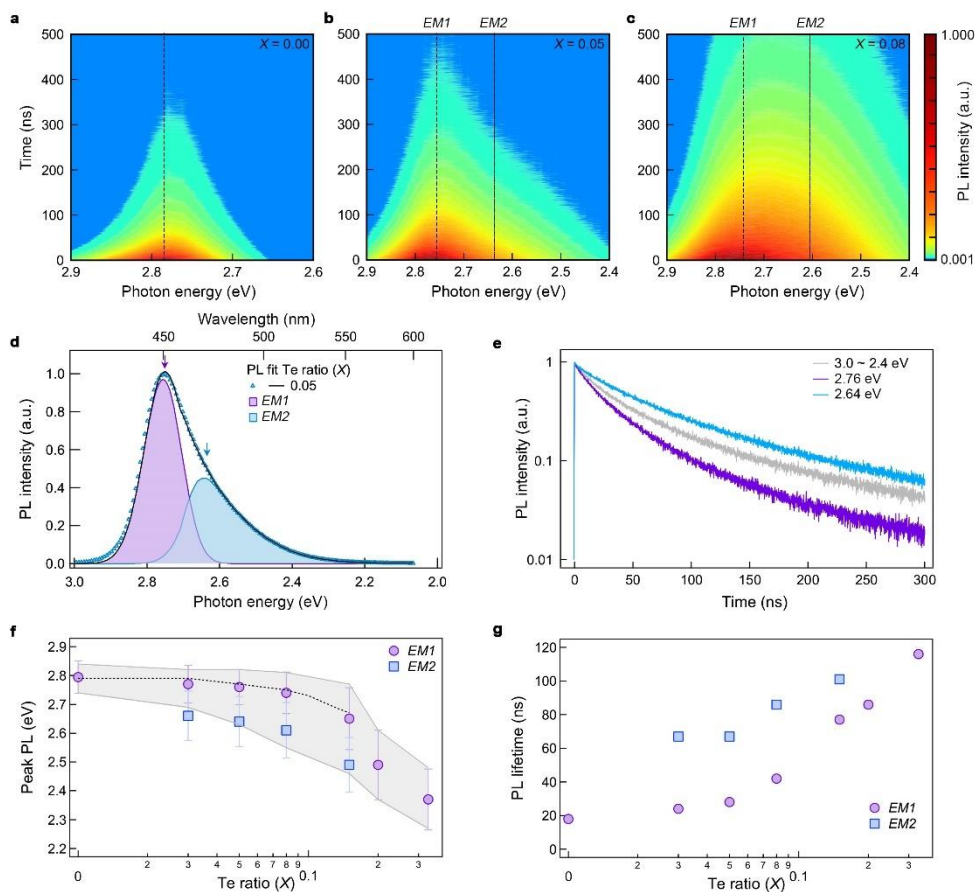 a
b
EM1
EM2
c
EM1
EM2
500
400
300
200
100
0
Time (ns)
X = 0.00
2.9
2.8
2.7
2.6
Photon energy (eV)
500
400
300
200
100
0
X = 0.05
2.9
2.8
2.7
2.6
2.5
2.4
Photon energy (eV)
500
400
300
200
100
0
X = 0.08
2.9
2.8
2.7
2.6
2.5
2.4
Photon energy (eV)
1.000
0.001
PL intensity (a.u.)
d
Wavelength (nm)
400
450
500
550
600
PL fit Te ratio (X)
0.05
EM1
EM2
1.0
0.8
0.6
0.4
0.2
0.0
PL intensity (a.u.)
3.0
2.8
2.6
2.4
2.2
2.0
Photon energy (eV)
e
3.0 ~ 2.4 eV
2.76 eV
2.64 eV
1
0.1
0.01
PL intensity (a.u.)
0
50
100
150
200
250
300
Time (ns)
f
EM1
EM2
2.9
2.8
2.7
2.6
2.5
2.4
2.3
2.2
Peak PL (eV)
0
2
3
4
5
6
7
8
9
0.1
2
3
Te ratio (X)
g
EM1
EM2
120
100
80
60
40
20
0
PL lifetime (ns)
0
2
3
4
5
6
7
8
9
0.1
2
3
Te ratio (X)